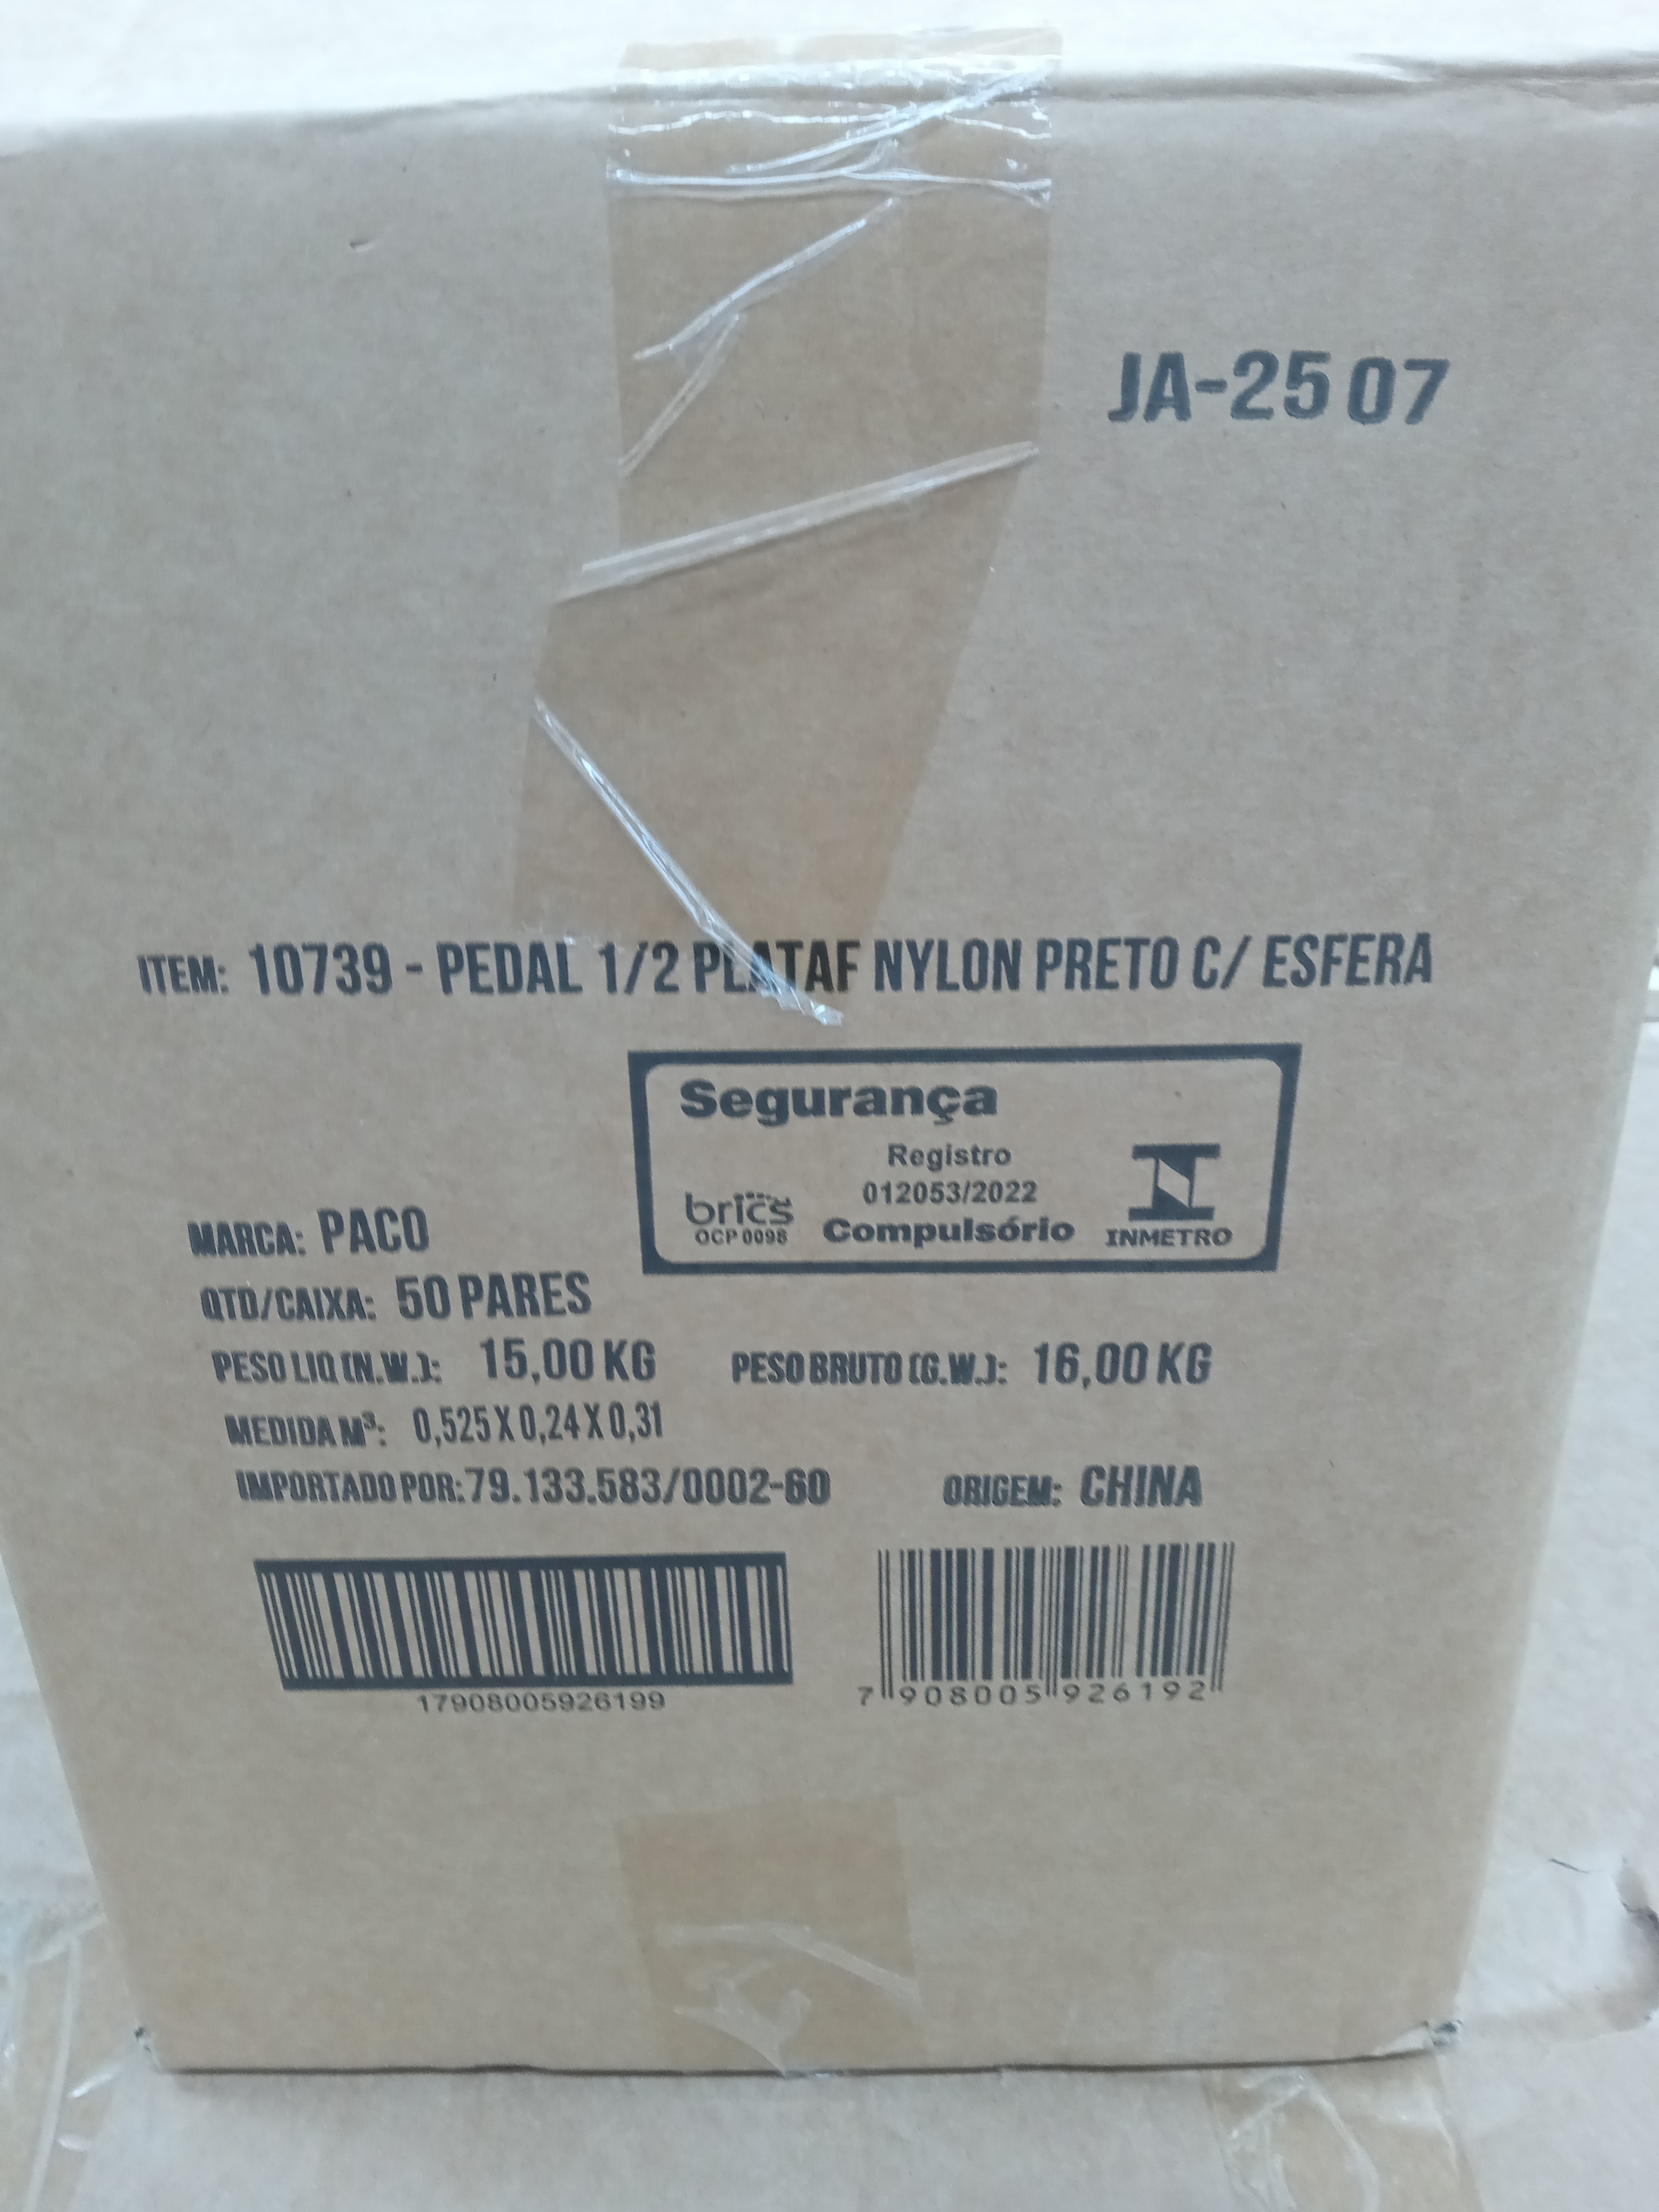 JA-2507
ITEM: 10739 - PEDAL 1/2 PLATAF NYLON PRETO C/ ESFERA
Segurança
Registro
012053/2022
brics
OCP 0098
Compulsório
INMETRO
MARCA: PACO
QTD/CAIXA: 50 PARES
PESO LIQ (N.W.): 15,00 KG PESO BRUTO (G.W.): 16,00 KG
MEDIDA M³: 0,525 X 0,24 X 0,31
IMPORTADO POR: 79.133.583/0002-60 ORIGEM: CHINA
17908005926199
7 908005 926192